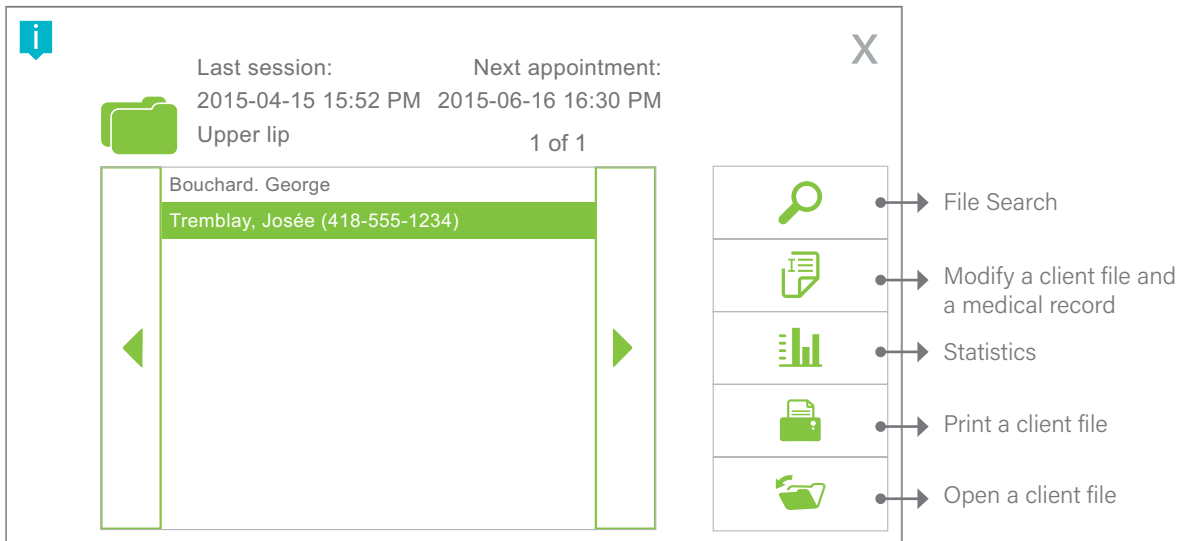 i
X
Last session:
Next appointment:
2015-04-15 15:52 PM
2015-06-16 16:30 PM
Upper lip
1 of 1
Bouchard. George
Tremblay, Josée (418-555-1234)
File Search
Modify a client file and
a medical record
Statistics
Print a client file
Open a client file